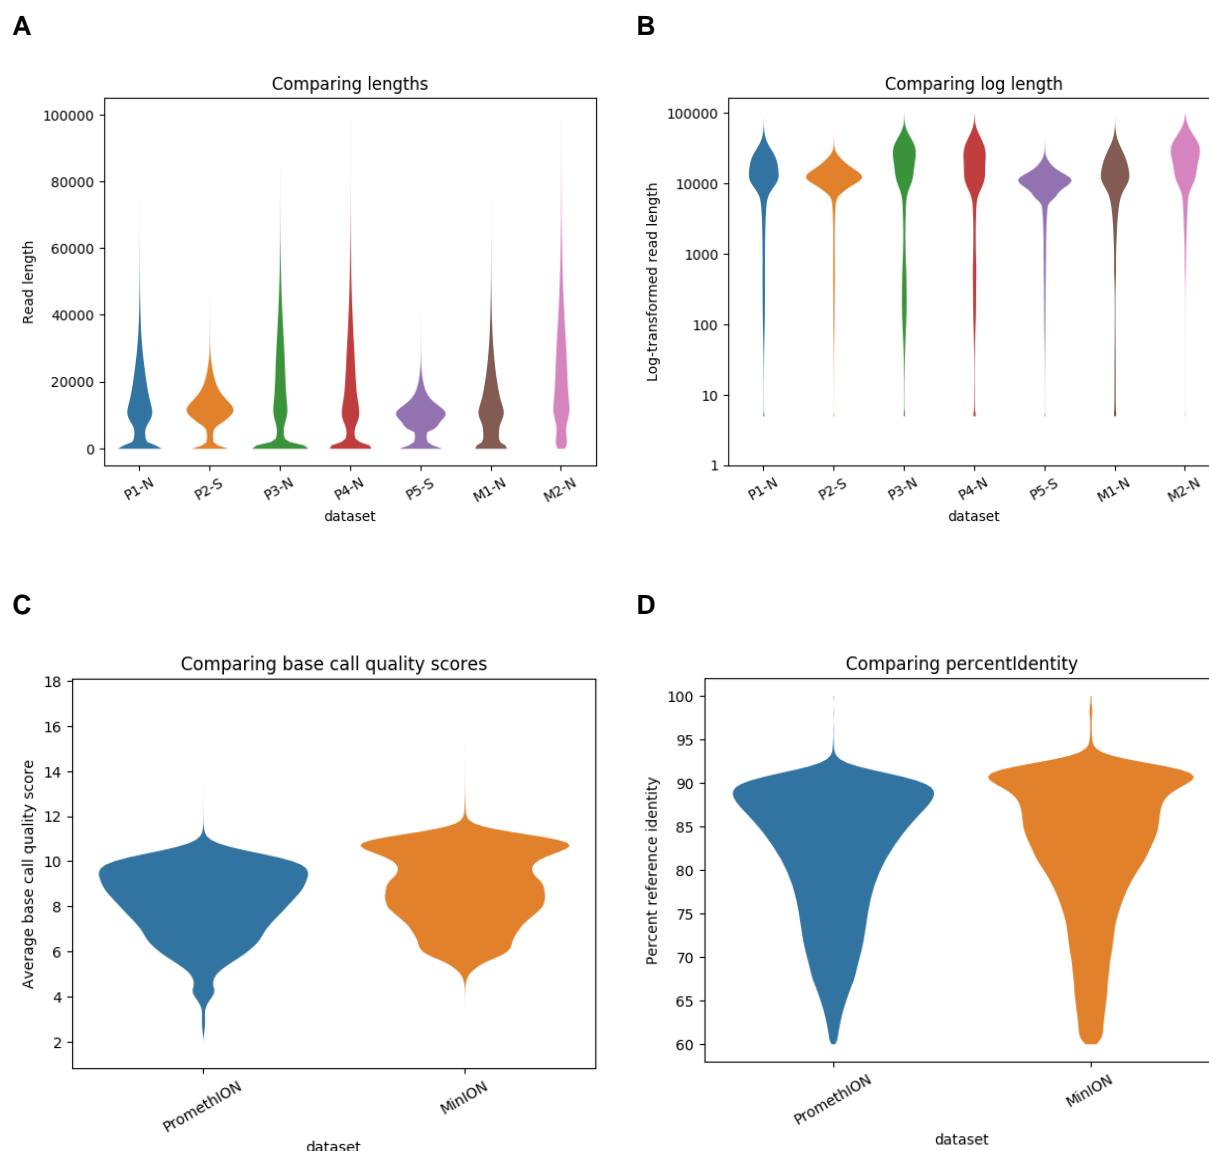 A
B
Comparing lengths
100000
80000
60000
40000
20000
0
Read length
P1-N
P2-S
P3-N
P4-N
P5-S
M1-N
M2-N
dataset
Comparing log length
100000
10000
1000
100
10
1
Log-transformed read length
P1-N
P2-S
P3-N
P4-N
P5-S
M1-N
M2-N
dataset
C
D
Comparing base call quality scores
18
16
14
12
10
8
6
4
2
Average base call quality score
PromethION
MinION
dataset
Comparing percentIdentity
100
95
90
85
80
75
70
65
60
Percent reference identity
PromethION
MinION
dataset